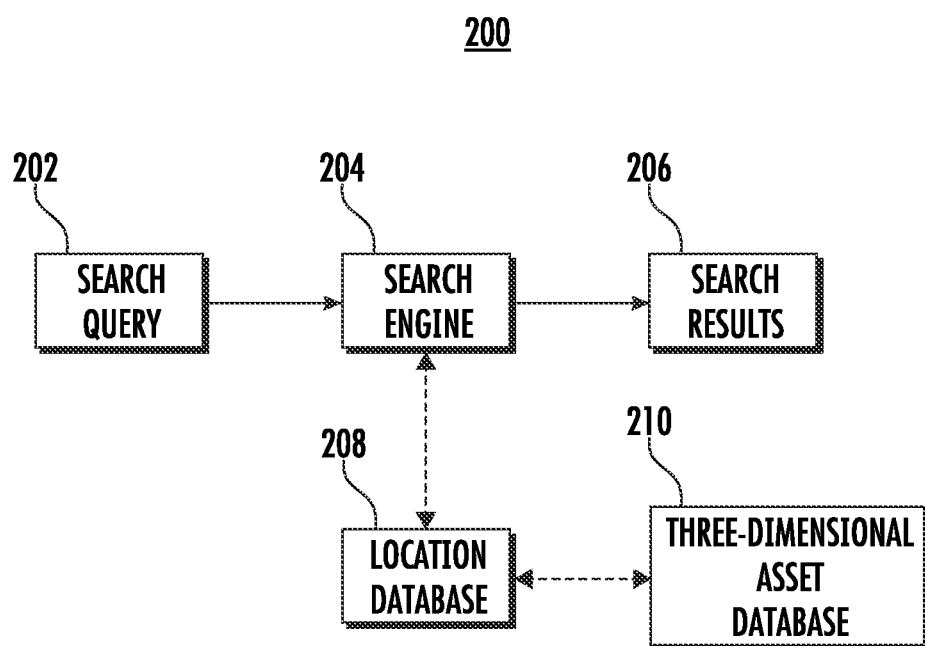 200
202
204
206
SEARCH
QUERY
SEARCH
ENGINE
SEARCH
RESULTS
208
210
LOCATION
DATABASE
THREE-DIMENSIONAL
ASSET
DATABASE